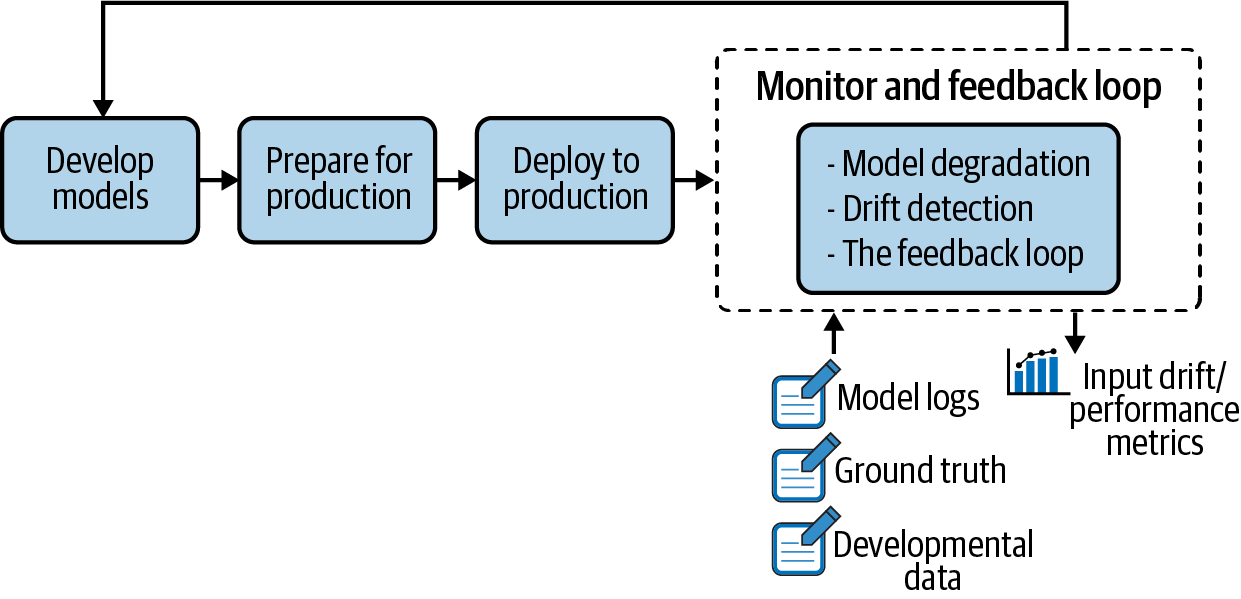 Monitor and feedback loop
Develop
models
Prepare for
production
Deploy to
production
- Model degradation
- Drift detection
- The feedback loop
Model logs
Ground truth
Developmental
data
Input drift/
performance
metrics